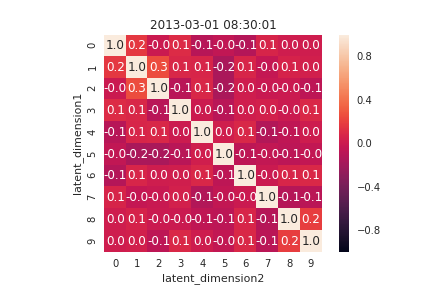 2013-03-01 08:30:01
0 1.0 0.2 -0.0 0.1 -0.1 -0.0 -0.1 0.1 0.0 0.0
1 0.2 1.0 0.3 0.1 0.1 -0.2 0.1 -0.0 0.1 0.0
2 -0.0 0.3 1.0 -0.1 0.1 -0.2 0.0 -0.0 -0.0 -0.1
3 0.1 0.1 -0.1 1.0 0.0 -0.1 0.0 0.0 -0.0 0.1
4 -0.1 0.1 0.1 0.0 1.0 0.0 0.1 -0.1 -0.1 0.0
5 -0.0 -0.2 -0.2 -0.1 0.0 1.0 -0.1 -0.0 -0.1 0.0
6 -0.1 0.1 0.0 0.0 0.1 -0.1 1.0 -0.0 0.1 0.1
7 0.1 -0.0 -0.0 0.0 -0.1 -0.0 -0.0 1.0 -0.1 -0.1
8 0.0 0.1 -0.0 -0.0 -0.1 -0.1 0.1 -0.1 1.0 0.2
9 0.0 0.0 -0.1 0.1 0.0 0.0 0.1 -0.1 0.2 1.0
0 1 2 3 4 5 6 7 8 9
latent_dimension1
latent_dimension2
0.8
0.4
0.0
-0.4
-0.8